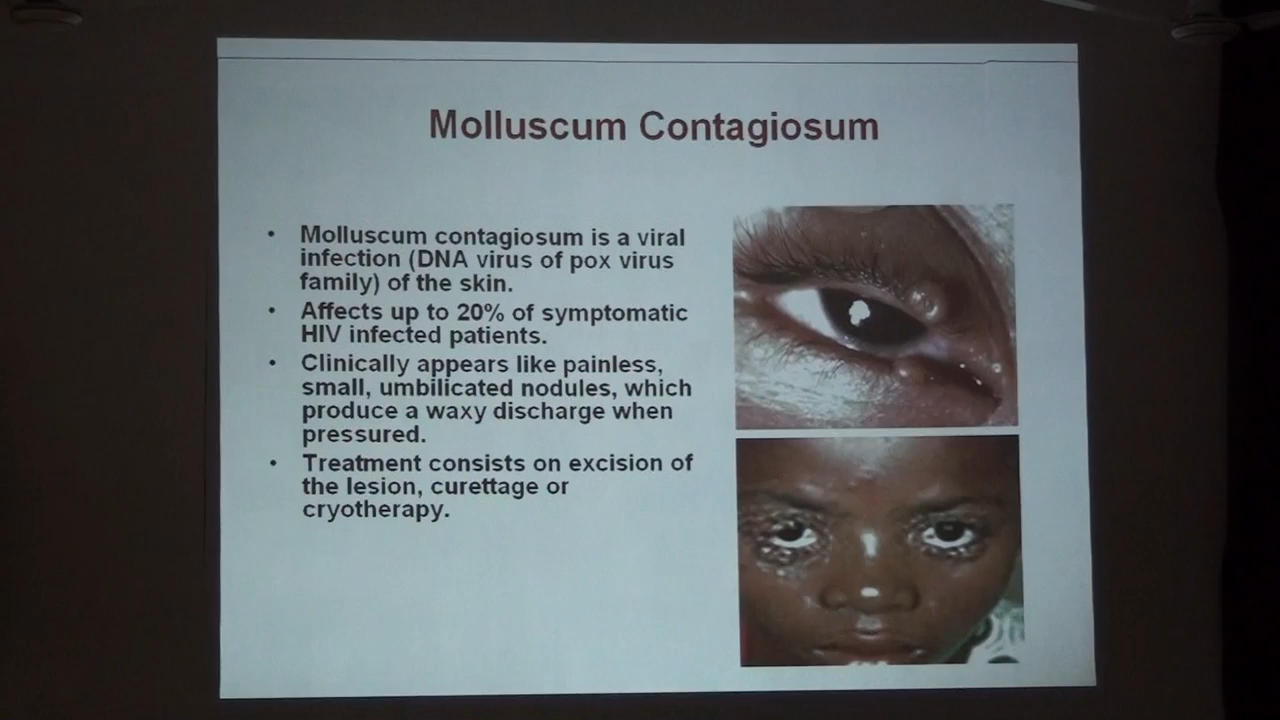 Molluscum Contagiosum
• Molluscum contagiosum is a viral
infection (DNA virus of pox virus
family) of the skin.
• Affects up to 20% of symptomatic
HIV infected patients.
• Clinically appears like painless,
small, umbilicated nodules, which
produce a waxy discharge when
pressured.
• Treatment consists on excision of
the lesion, curettage or
cryotherapy.